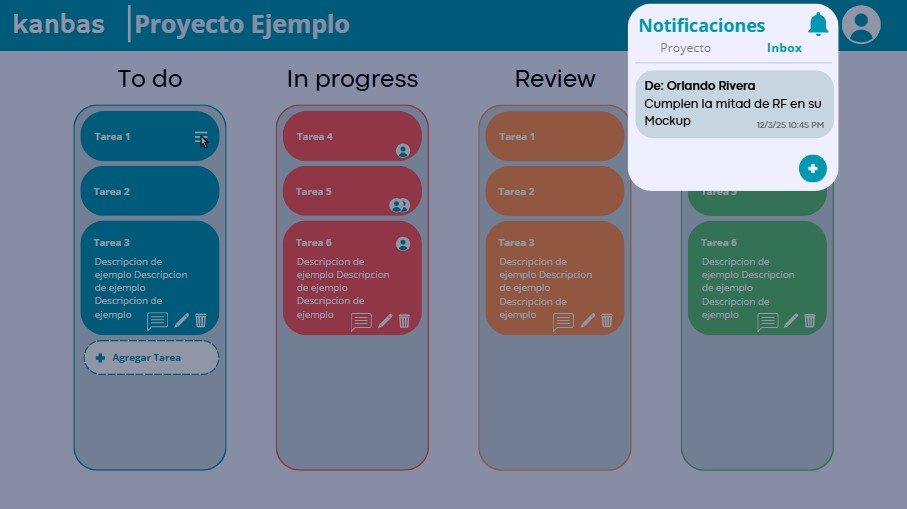 kanbas
Proyecto Ejemplo
Notificaciones
Proyecto
Inbox
De: Orlando Rivera
Cumplen la mitad de RF en su
Mockup
12/3/25 10:45 PM
To do
Tarea 1
Tarea 2
Tarea 3
Descripcion de
ejemplo Descripcion
de ejemplo
Descripcion de
ejemplo
Agregar Tarea
In progress
Tarea 4
Tarea 5
Tarea 6
Descripcion de
ejemplo Descripcion
de ejemplo
Descripcion de
ejemplo
Review
Tarea 1
Tarea 2
Tarea 3
Descripcion de
ejemplo Descripcion
de ejemplo
Descripcion de
ejemplo
Tarea 6
Descripcion de
ejemplo Descripcion
de ejemplo
Descripcion de
ejemplo